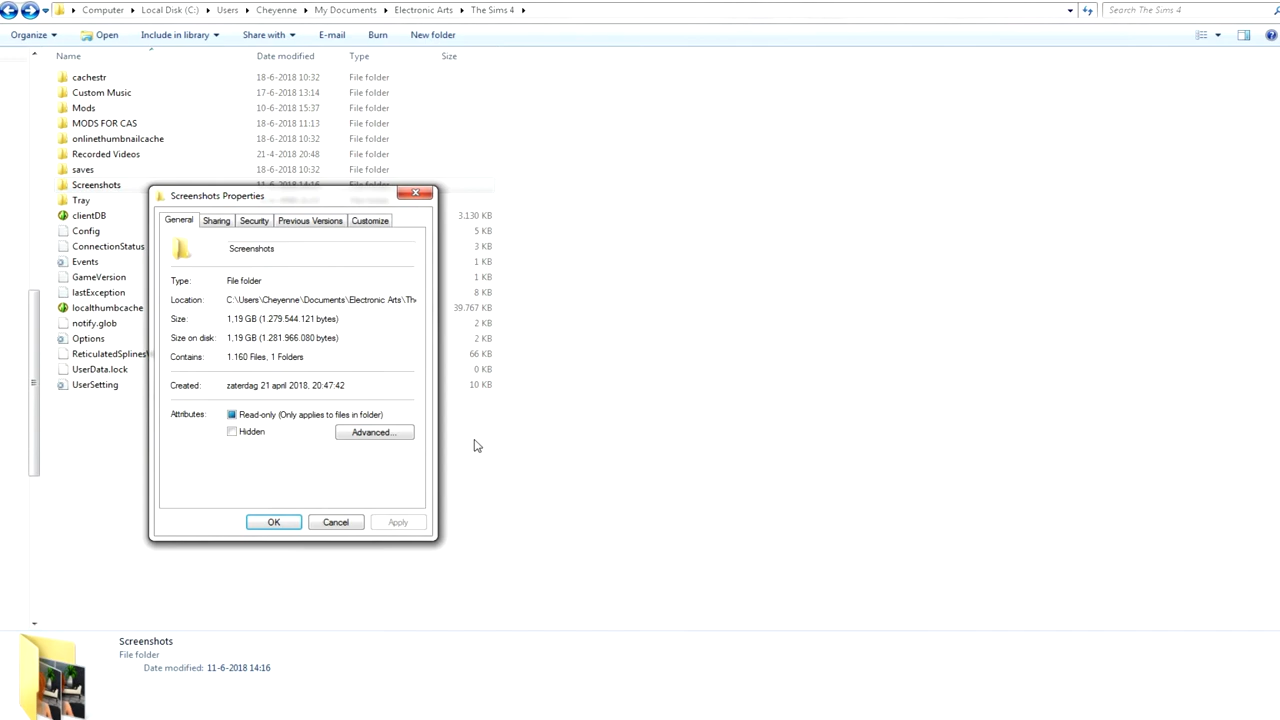 Computer ▸ Local Disk (C:) ▸ Users ▸ Cheyenne ▸ My Documents ▸ Electronic Arts ▸ The Sims 4 ▸ Search The Sims 4
Organize ▾ Open Include in library ▾ Share with ▾ E-mail Burn New folder
Name Date modified Type Size
cachestr 18-6-2018 10:32 File folder
Custom Music 17-6-2018 13:14 File folder
Mods 10-6-2018 15:37 File folder
MODS FOR CAS 18-6-2018 11:13 File folder
onlinethumbnailcache 18-6-2018 10:32 File folder
Recorded Videos 21-4-2018 20:48 File folder
saves 18-6-2018 10:32 File folder
Screenshots 11-6-2018 14:16 File folder
Tray
clientDB 3.130 KB
Config 5 KB
ConnectionStatus 3 KB
Events 1 KB
GameVersion 1 KB
lastException 8 KB
localthumbcache 39.767 KB
notify.glob 2 KB
Options 2 KB
ReticulatedSplines 66 KB
UserData.lock 0 KB
UserSetting 10 KB
Screenshots Properties
General Sharing Security Previous Versions Customize
Screenshots
Type: File folder
Location: C:\Users\Cheyenne\Documents\Electronic Arts\The
Size: 1,19 GB (1.279.544.121 bytes)
Size on disk: 1,19 GB (1.281.966.080 bytes)
Contains: 1.160 Files, 1 Folders
Created: zaterdag 21 april 2018, 20:47:42
Attributes: Read-only (Only applies to files in folder)
Hidden Advanced...
OK Cancel Apply
Screenshots
File folder
Date modified: 11-6-2018 14:16